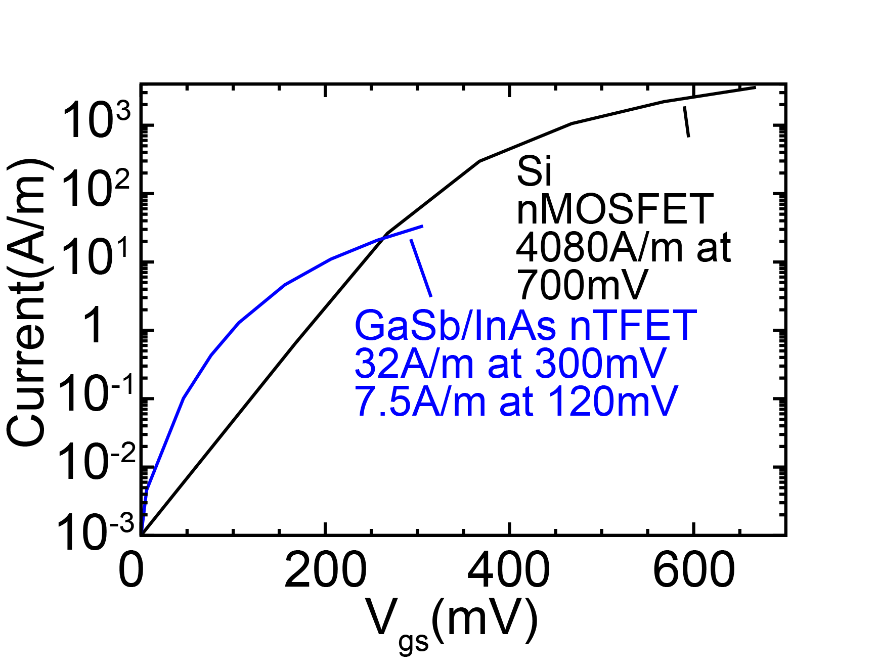 10³
10²
10¹
1
10⁻¹
10⁻²
10⁻³
Current(A/m)
Si
nMOSFET
4080A/m at
700mV
GaSb/InAs nTFET
32A/m at 300mV
7.5A/m at 120mV
0 200 400 600
Vgs(mV)